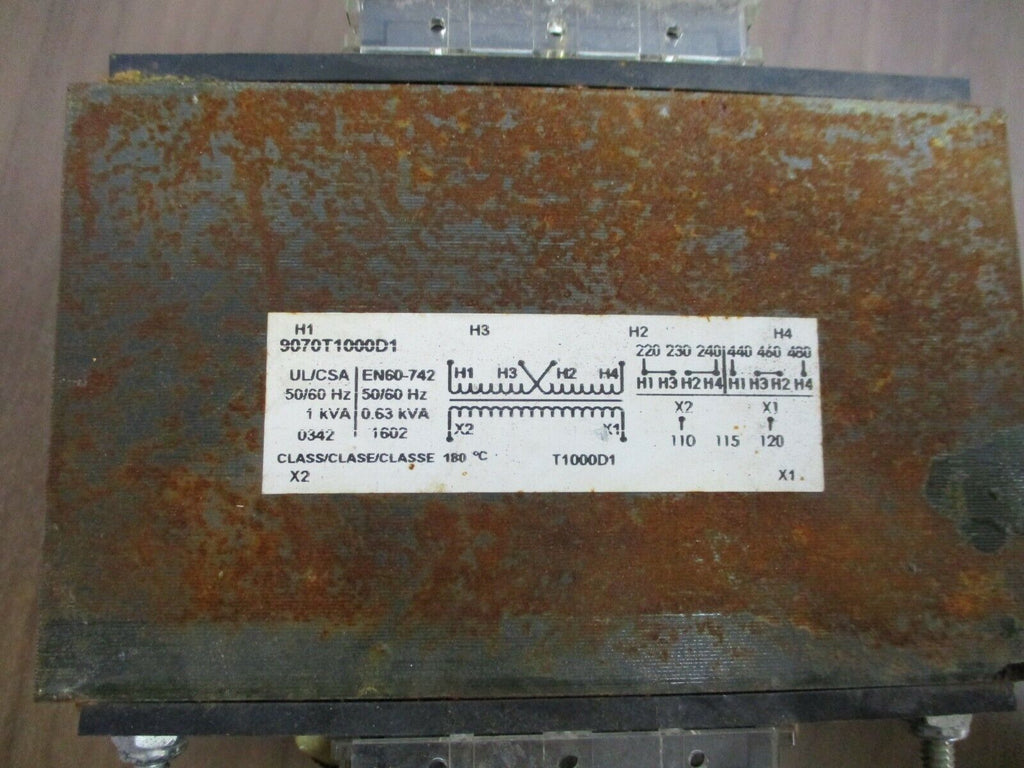 H1 H3 H2 H4
9070T1000D1
220 230 240 440 460 480
UL/CSA EN60-742
H1 H3 H2 H4
H1 H3 H2 H4 H1 H3 H2 H4
50/60 Hz 50/60 Hz
1 kVA 0.63 kVA
X2 X1
0342 1602
X2 X1
110 115 120
CLASS/CLASE/CLASSE 180 °C T1000D1
X2 X1